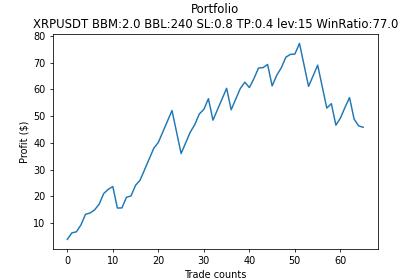 Portfolio
XRPUSDT BBM:2.0 BBL:240 SL:0.8 TP:0.4 lev:15 WinRatio:77.0
80
70
60
50
40
30
20
10
Profit ($)
0 10 20 30 40 50 60
Trade counts